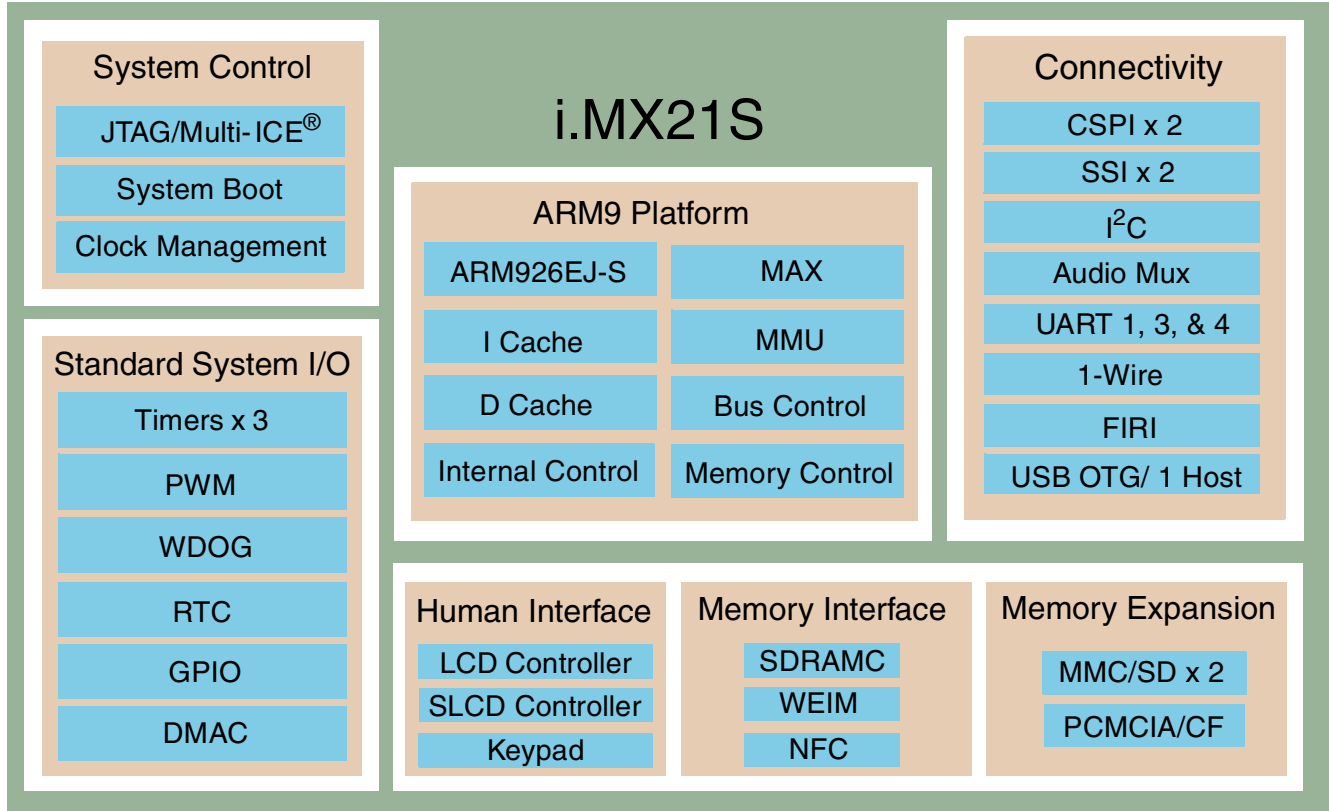 i.MX21S
System Control
JTAG/Multi-ICE®
System Boot
Clock Management
Standard System I/O
Timers x 3
PWM
WDOG
RTC
GPIO
DMAC
ARM9 Platform
ARM926EJ-S
MAX
I Cache
MMU
D Cache
Bus Control
Internal Control
Memory Control
Connectivity
CSPI x 2
SSI x 2
I²C
Audio Mux
UART 1, 3, & 4
1-Wire
FIRI
USB OTG/ 1 Host
Human Interface
LCD Controller
SLCD Controller
Keypad
Memory Interface
SDRAMC
WEIM
NFC
Memory Expansion
MMC/SD x 2
PCMCIA/CF